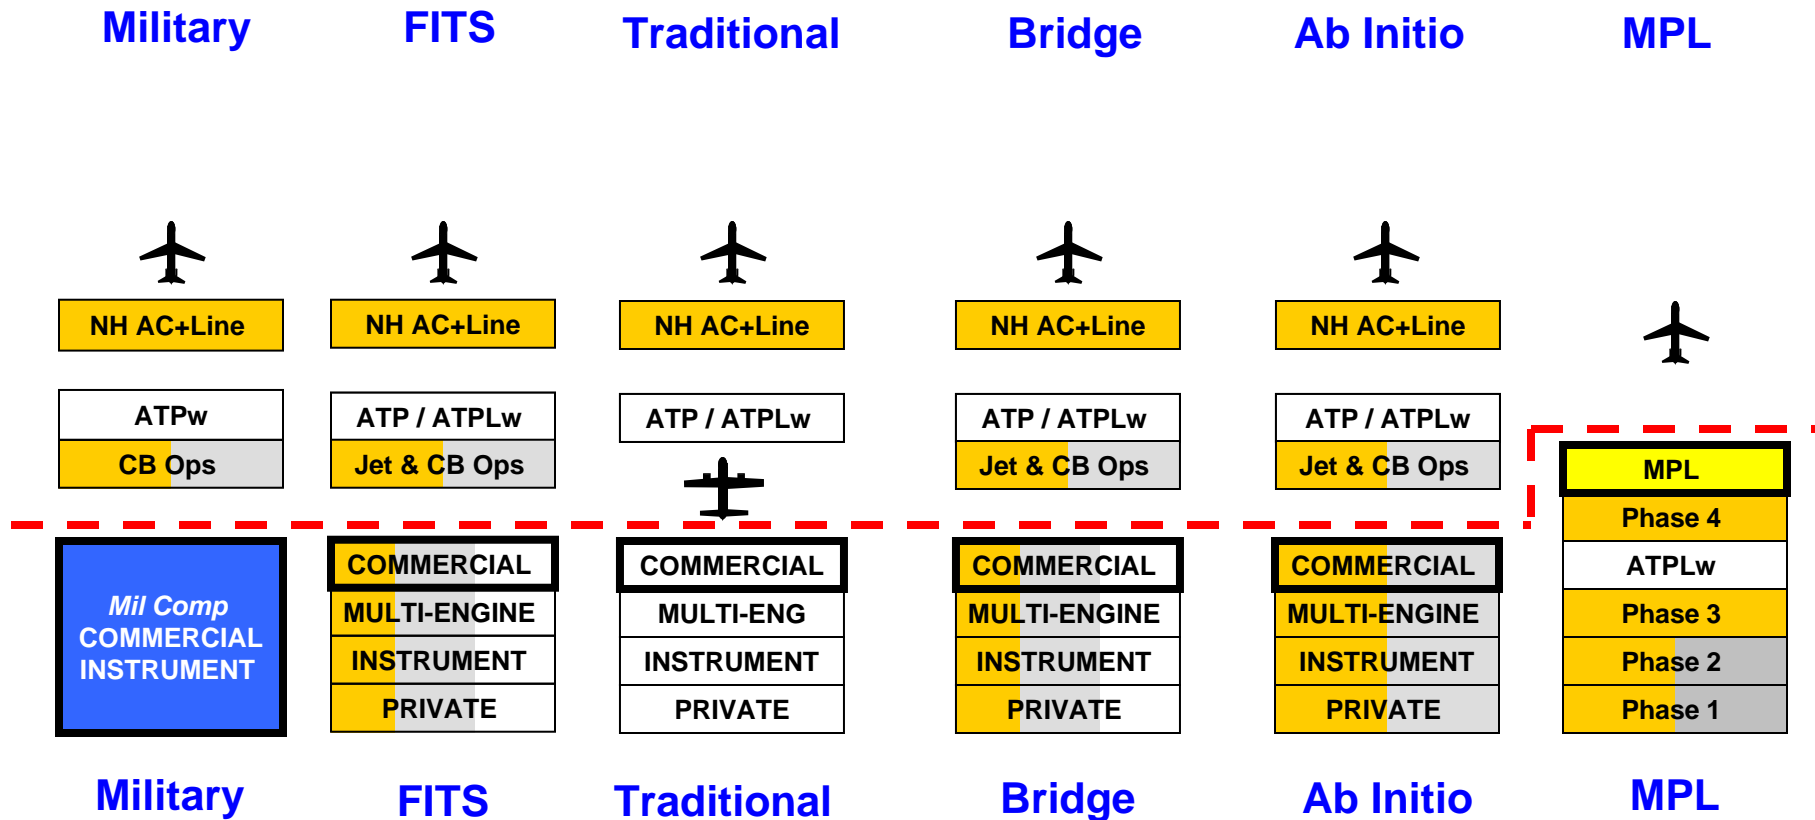 Military FITS Traditional Bridge Ab Initio MPL
NH AC+Line NH AC+Line NH AC+Line NH AC+Line NH AC+Line
ATPw ATP / ATPLw ATP / ATPLw ATP / ATPLw ATP / ATPLw
CB Ops Jet & CB Ops Jet & CB Ops Jet & CB Ops MPL
Phase 4
COMMERCIAL COMMERCIAL COMMERCIAL COMMERCIAL ATPLw
Mil Comp
COMMERCIAL
INSTRUMENT
MULTI-ENGINE MULTI-ENG MULTI-ENGINE MULTI-ENGINE Phase 3
INSTRUMENT INSTRUMENT INSTRUMENT INSTRUMENT Phase 2
PRIVATE PRIVATE PRIVATE PRIVATE Phase 1
Military FITS Traditional Bridge Ab Initio MPL